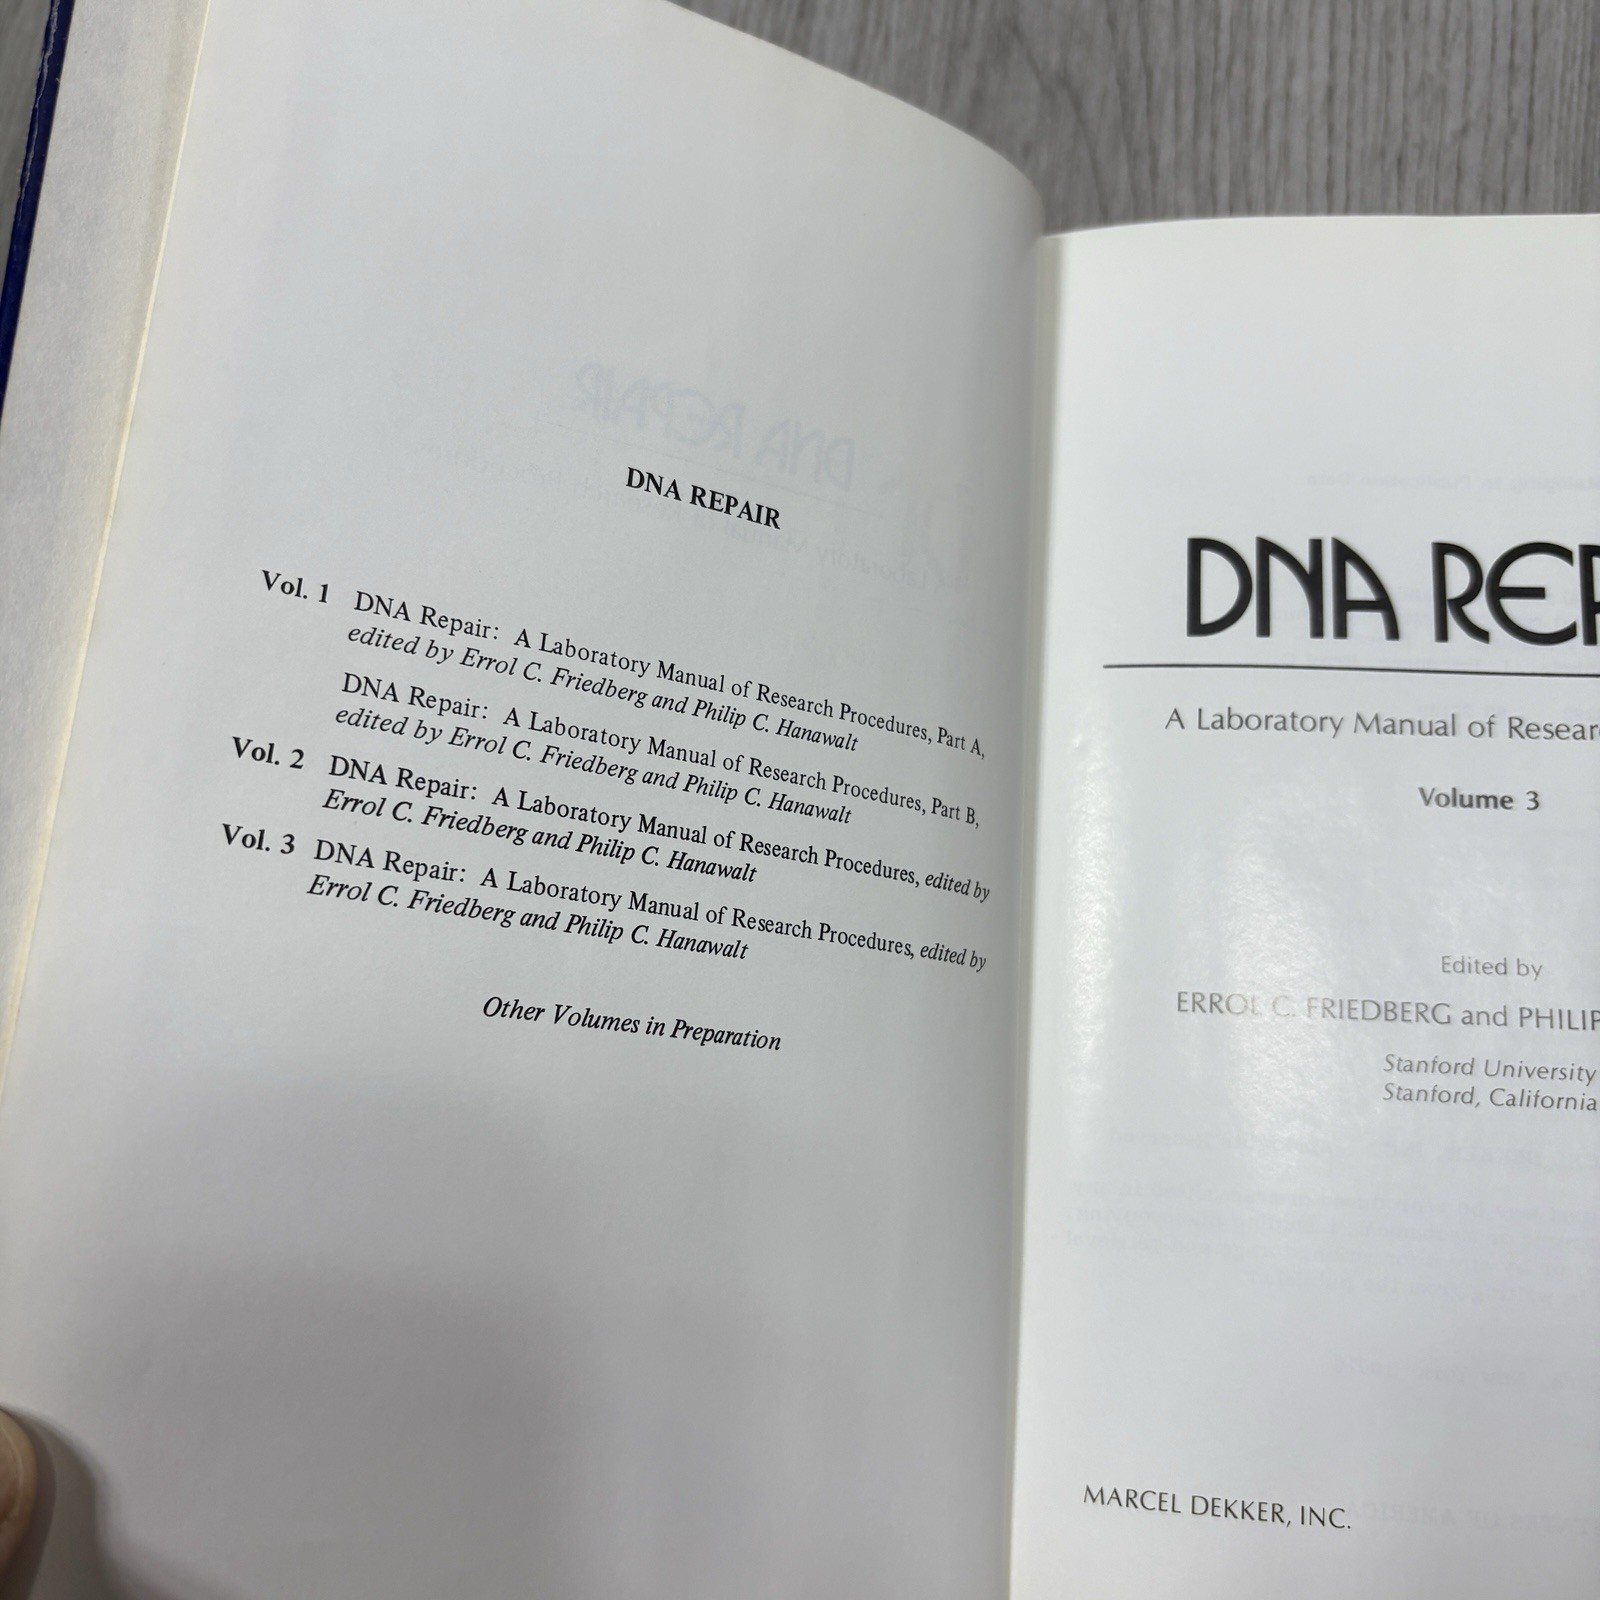 DNA REPAIR
Vol. 1 DNA Repair: A Laboratory Manual of Research Procedures, Part A,
edited by Errol C. Friedberg and Philip C. Hanawalt
DNA Repair: A Laboratory Manual of Research Procedures, Part B,
edited by Errol C. Friedberg and Philip C. Hanawalt
Vol. 2 DNA Repair: A Laboratory Manual of Research Procedures, edited by
Errol C. Friedberg and Philip C. Hanawalt
Vol. 3 DNA Repair: A Laboratory Manual of Research Procedures, edited by
Errol C. Friedberg and Philip C. Hanawalt
Other Volumes in Preparation
DNA REP
A Laboratory Manual of Resear
Volume 3
Edited by
ERROL C. FRIEDBERG and PHILIP
Stanford University
Stanford, California
MARCEL DEKKER, INC.